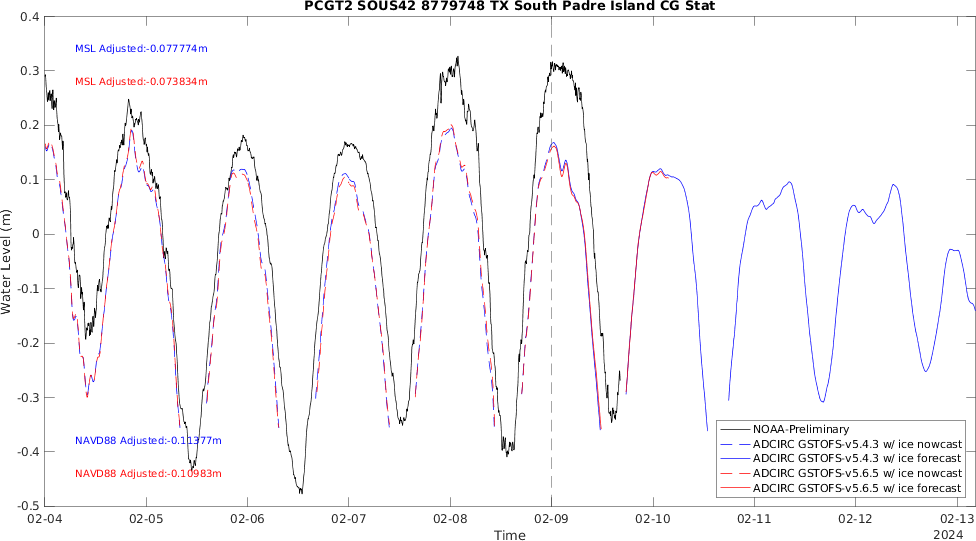 PCGT2 SOUS42 8779748 TX South Padre Island CG Stat
0.4
MSL Adjusted:-0.077774m
0.3
MSL Adjusted:-0.073834m
0.2
0.1
0
-0.1
-0.2
-0.3
-0.4
-0.5
Water Level (m)
NAVD88 Adjusted:-0.11377m
NAVD88 Adjusted:-0.10983m
NOAA-Preliminary
ADCIRC GSTOFS-v5.4.3 w/ ice nowcast
ADCIRC GSTOFS-v5.4.3 w/ ice forecast
ADCIRC GSTOFS-v5.6.5 w/ ice nowcast
ADCIRC GSTOFS-v5.6.5 w/ ice forecast
02-04 02-05 02-06 02-07 02-08 02-09 02-10 02-11 02-12 02-13
Time
2024